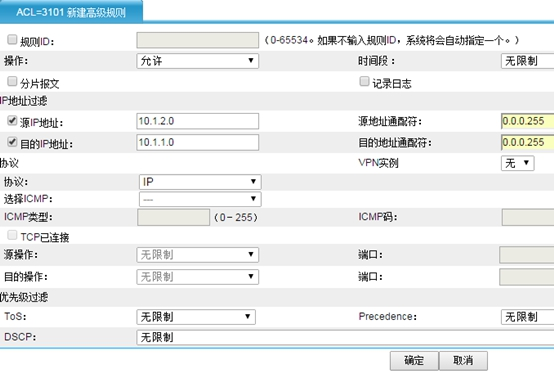 ACL=3101 新建高级规则
规则ID： （0-65534。如果不输入规则ID，系统将会自动指定一个。）
操作： 允许 时间段： 无限制
分片报文 记录日志
IP地址过滤
源IP地址： 10.1.2.0 源地址通配符： 0.0.0.255
目的IP地址： 10.1.1.0 目的地址通配符： 0.0.0.255
协议 VPN实例 无
协议： IP
选择ICMP： ---
ICMP类型： （0－255） ICMP码：
TCP已连接
源操作： 无限制 端口：
目的操作： 无限制 端口：
优先级过滤
ToS： 无限制 Precedence： 无限制
DSCP： 无限制
确定 取消